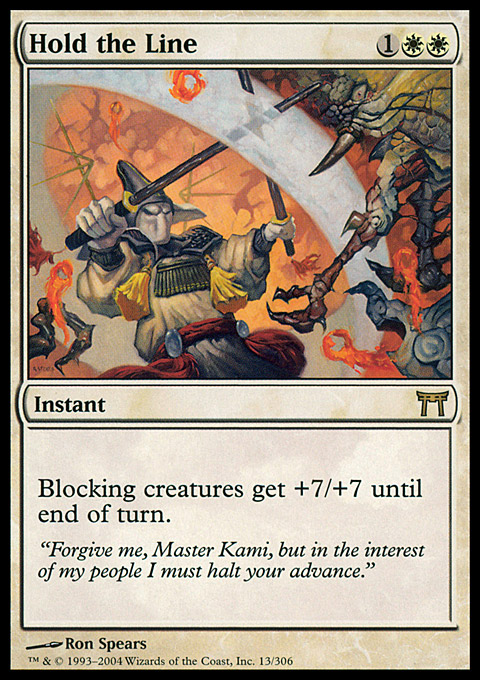 Hold the Line 1
Instant
Blocking creatures get +7/+7 until
end of turn.
“Forgive me, Master Kami, but in the interest
of my people I must halt your advance.”
Ron Spears
™ & © 1993–2004 Wizards of the Coast, Inc. 13/306